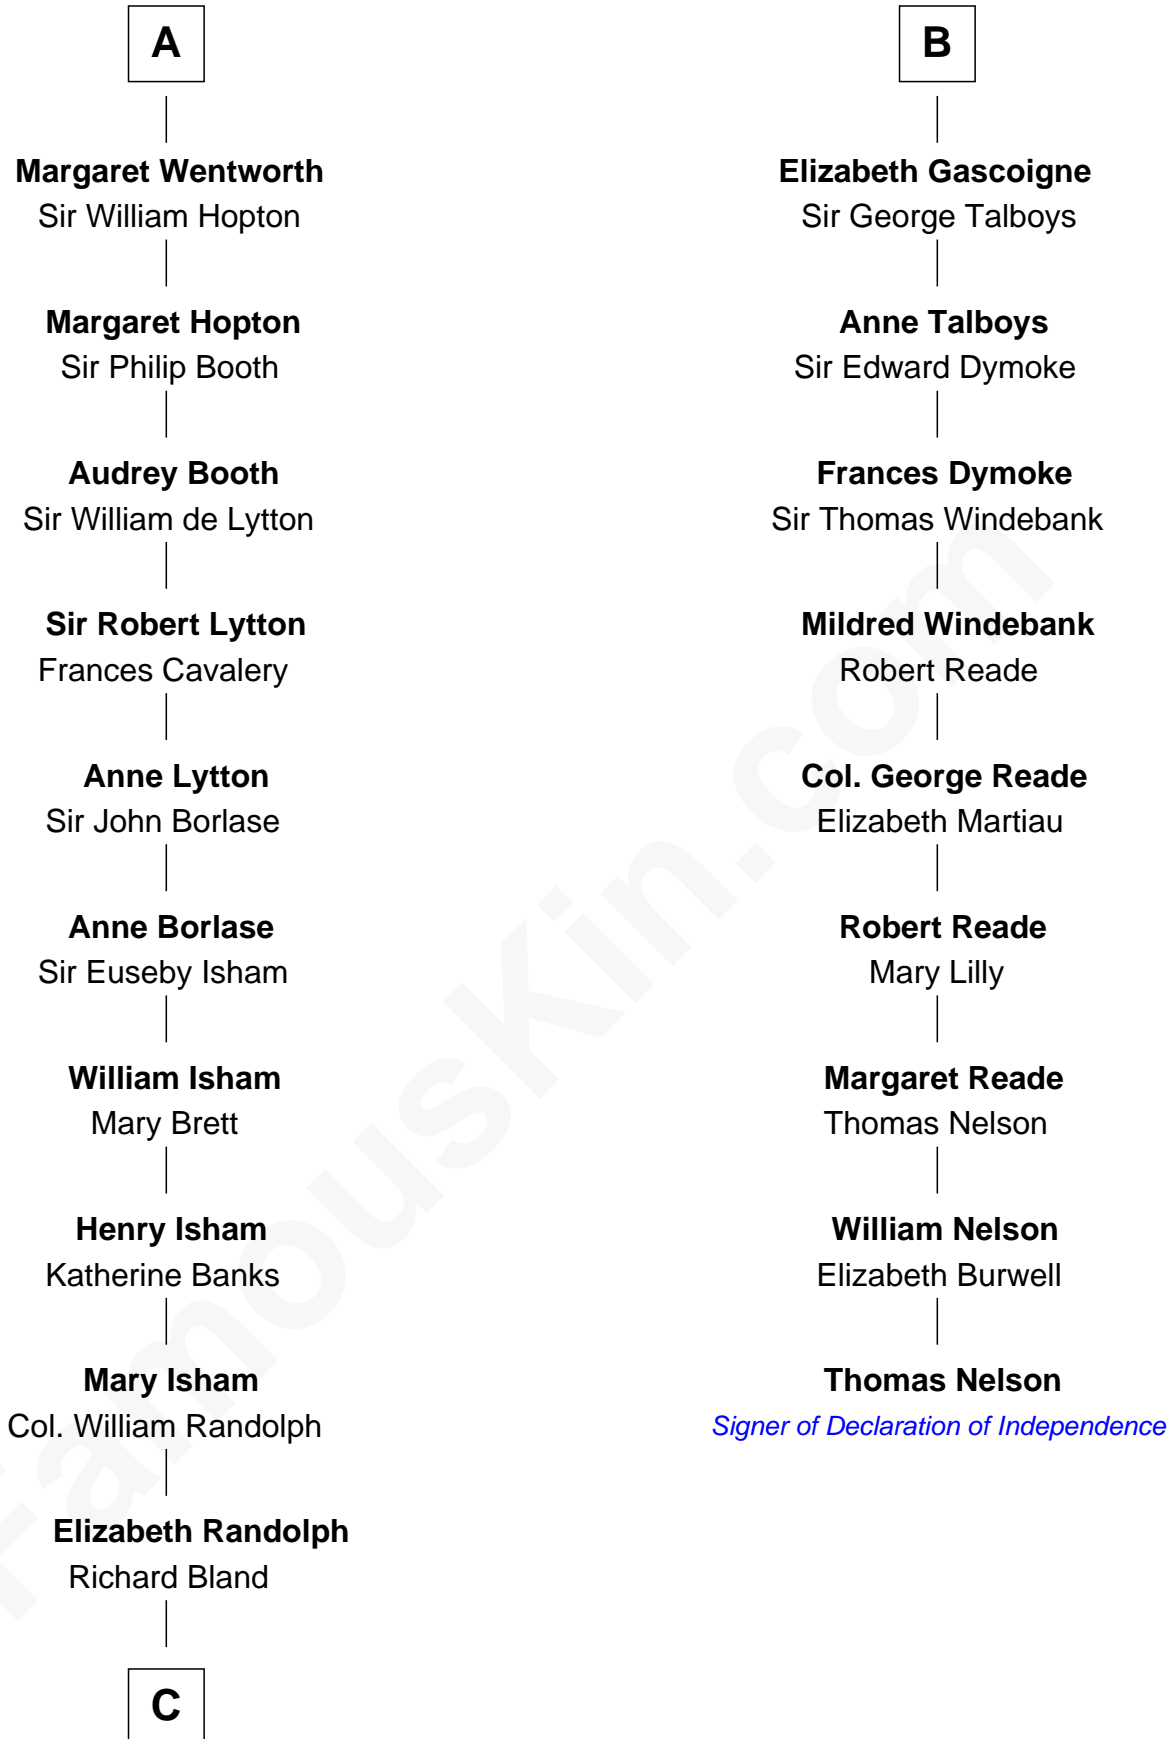 A
Margaret Wentworth
Sir William Hopton
Margaret Hopton
Sir Philip Booth
Audrey Booth
Sir William de Lytton
Sir Robert Lytton
Frances Cavalery
Anne Lytton
Sir John Borlase
Anne Borlase
Sir Euseby Isham
William Isham
Mary Brett
Henry Isham
Katherine Banks
Mary Isham
Col. William Randolph
Elizabeth Randolph
Richard Bland
C
B
Elizabeth Gascoigne
Sir George Talboys
Anne Talboys
Sir Edward Dymoke
Frances Dymoke
Sir Thomas Windebank
Mildred Windebank
Robert Reade
Col. George Reade
Elizabeth Martiau
Robert Reade
Mary Lilly
Margaret Reade
Thomas Nelson
William Nelson
Elizabeth Burwell
Thomas Nelson
Signer of Declaration of Independence
FamousKin.com